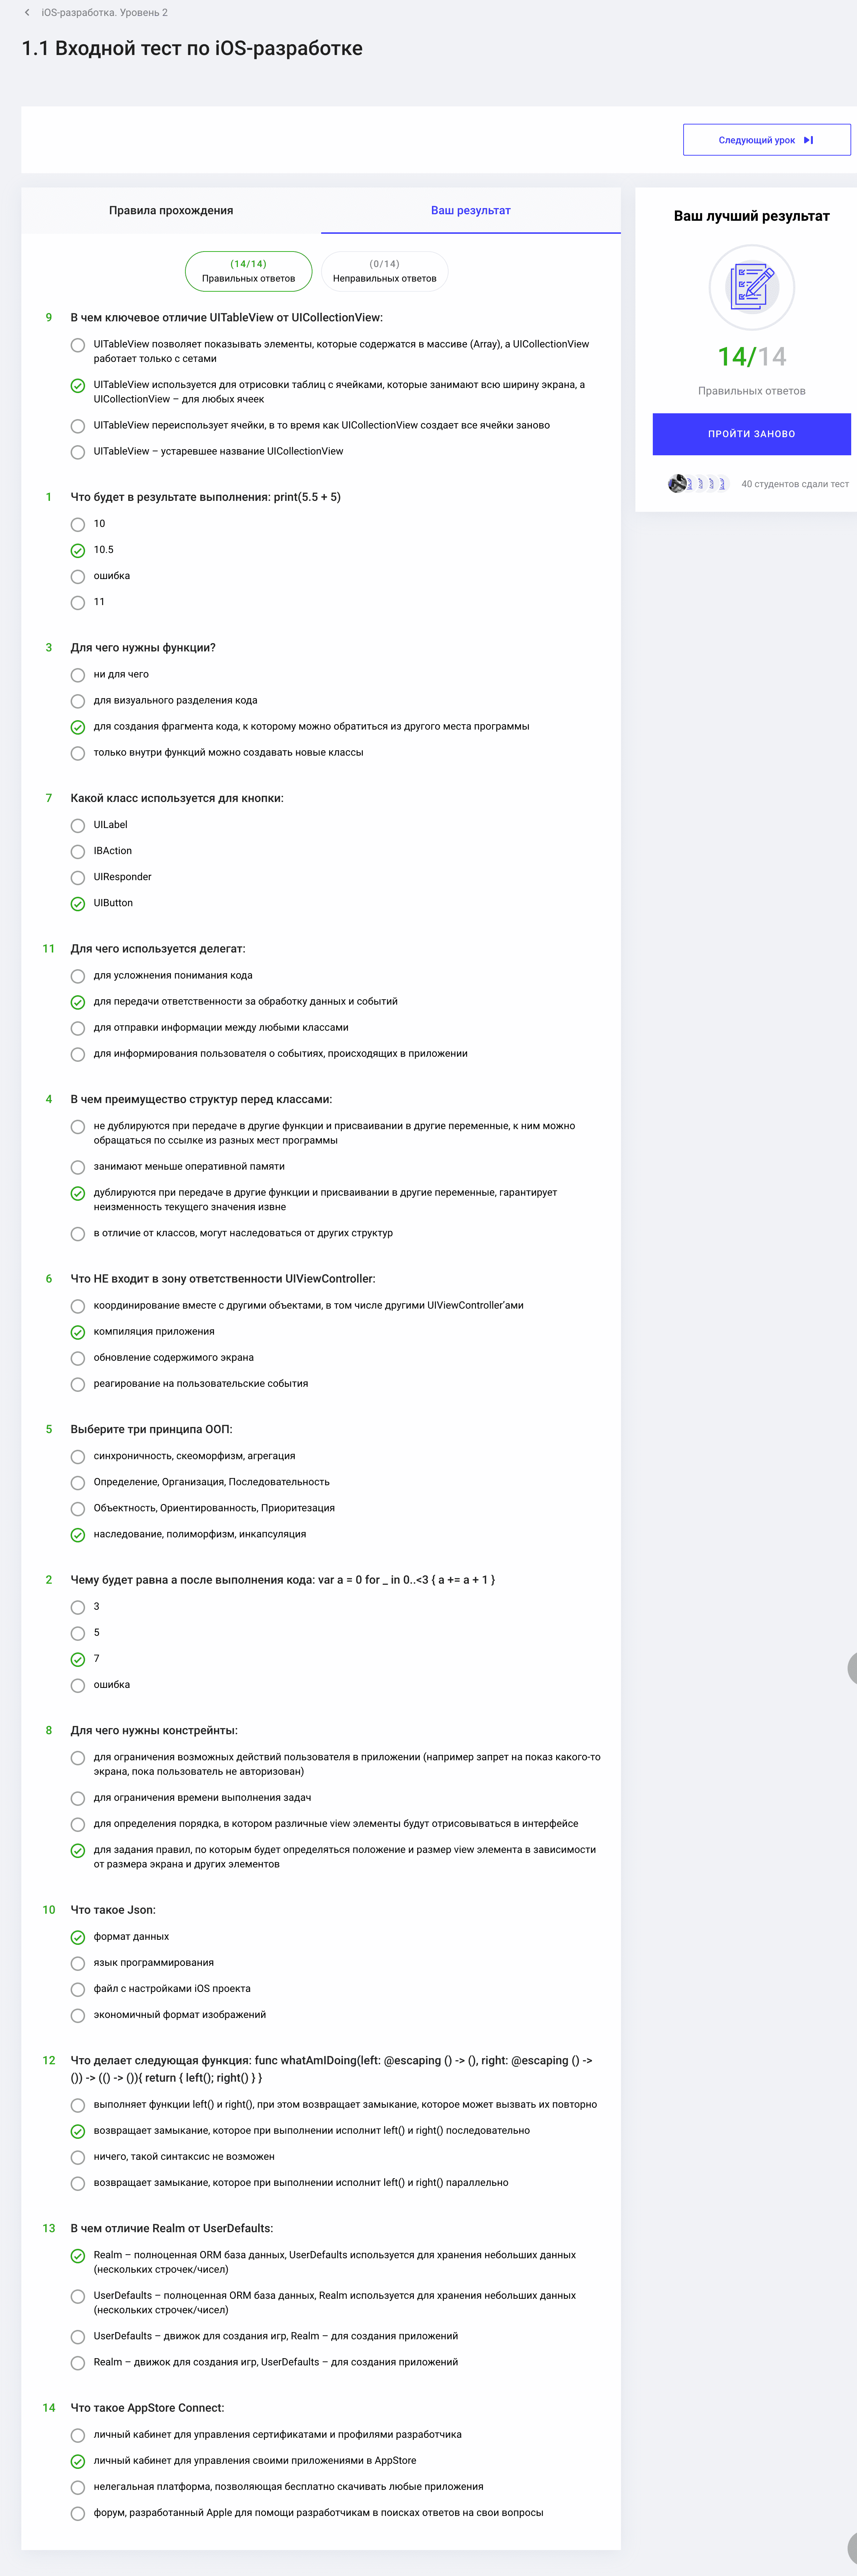 iOS-разработка. Уровень 2
1.1 Входной тест по iOS-разработке
Следующий урок
Правила прохождения
Ваш результат
(14/14)
Правильных ответов
(0/14)
Неправильных ответов
9 В чем ключевое отличие UITableView от UICollectionView:
UITableView позволяет показывать элементы, которые содержатся в массиве (Array), а UICollectionView
работает только с сетами
UITableView используется для отрисовки таблиц с ячейками, которые занимают всю ширину экрана, а
UICollectionView – для любых ячеек
UITableView переиспользует ячейки, в то время как UICollectionView создает все ячейки заново
UITableView – устаревшее название UICollectionView
1 Что будет в результате выполнения: print(5.5 + 5)
10
10.5
ошибка
11
3 Для чего нужны функции?
ни для чего
для визуального разделения кода
для создания фрагмента кода, к которому можно обратиться из другого места программы
только внутри функций можно создавать новые классы
7 Какой класс используется для кнопки:
UILabel
IBAction
UIResponder
UIButton
11 Для чего используется делегат:
для усложнения понимания кода
для передачи ответственности за обработку данных и событий
для отправки информации между любыми классами
для информирования пользователя о событиях, происходящих в приложении
4 В чем преимущество структур перед классами:
не дублируются при передаче в другие функции и присваивании в другие переменные, к ним можно
обращаться по ссылке из разных мест программы
занимают меньше оперативной памяти
дублируются при передаче в другие функции и присваивании в другие переменные, гарантирует
неизменность текущего значения извне
в отличие от классов, могут наследоваться от других структур
6 Что НЕ входит в зону ответственности UIViewController:
координирование вместе с другими объектами, в том числе другими UIViewController’ами
компиляция приложения
обновление содержимого экрана
реагирование на пользовательские события
5 Выберите три принципа ООП:
синхроничность, скеоморфизм, агрегация
Определение, Организация, Последовательность
Объектность, Ориентированность, Приоритезация
наследование, полиморфизм, инкапсуляция
2 Чему будет равна a после выполнения кода: var a = 0 for _ in 0..<3 { a += a + 1 }
3
5
7
ошибка
8 Для чего нужны констрейнты:
для ограничения возможных действий пользователя в приложении (например запрет на показ какого-то
экрана, пока пользователь не авторизован)
для ограничения времени выполнения задач
для определения порядка, в котором различные view элементы будут отрисовываться в интерфейсе
для задания правил, по которым будет определяться положение и размер view элемента в зависимости
от размера экрана и других элементов
10 Что такое Json:
формат данных
язык программирования
файл с настройками iOS проекта
экономичный формат изображений
12 Что делает следующая функция: func whatAmIDoing(left: @escaping () -> (), right: @escaping () ->
()) -> (() -> ()){ return { left(); right() } }
выполняет функции left() и right(), при этом возвращает замыкание, которое может вызвать их повторно
возвращает замыкание, которое при выполнении исполнит left() и right() последовательно
ничего, такой синтаксис не возможен
возвращает замыкание, которое при выполнении исполнит left() и right() параллельно
13 В чем отличие Realm от UserDefaults:
Realm – полноценная ORM база данных, UserDefaults используется для хранения небольших данных
(нескольких строчек/чисел)
UserDefaults – полноценная ORM база данных, Realm используется для хранения небольших данных
(нескольких строчек/чисел)
UserDefaults – движок для создания игр, Realm – для создания приложений
Realm – движок для создания игр, UserDefaults – для создания приложений
14 Что такое AppStore Connect:
личный кабинет для управления сертификатами и профилями разработчика
личный кабинет для управления своими приложениями в AppStore
нелегальная платформа, позволяющая бесплатно скачивать любые приложения
форум, разработанный Apple для помощи разработчикам в поисках ответов на свои вопросы
Ваш лучший результат
14/14
Правильных ответов
ПРОЙТИ ЗАНОВО
40 студентов сдали тест